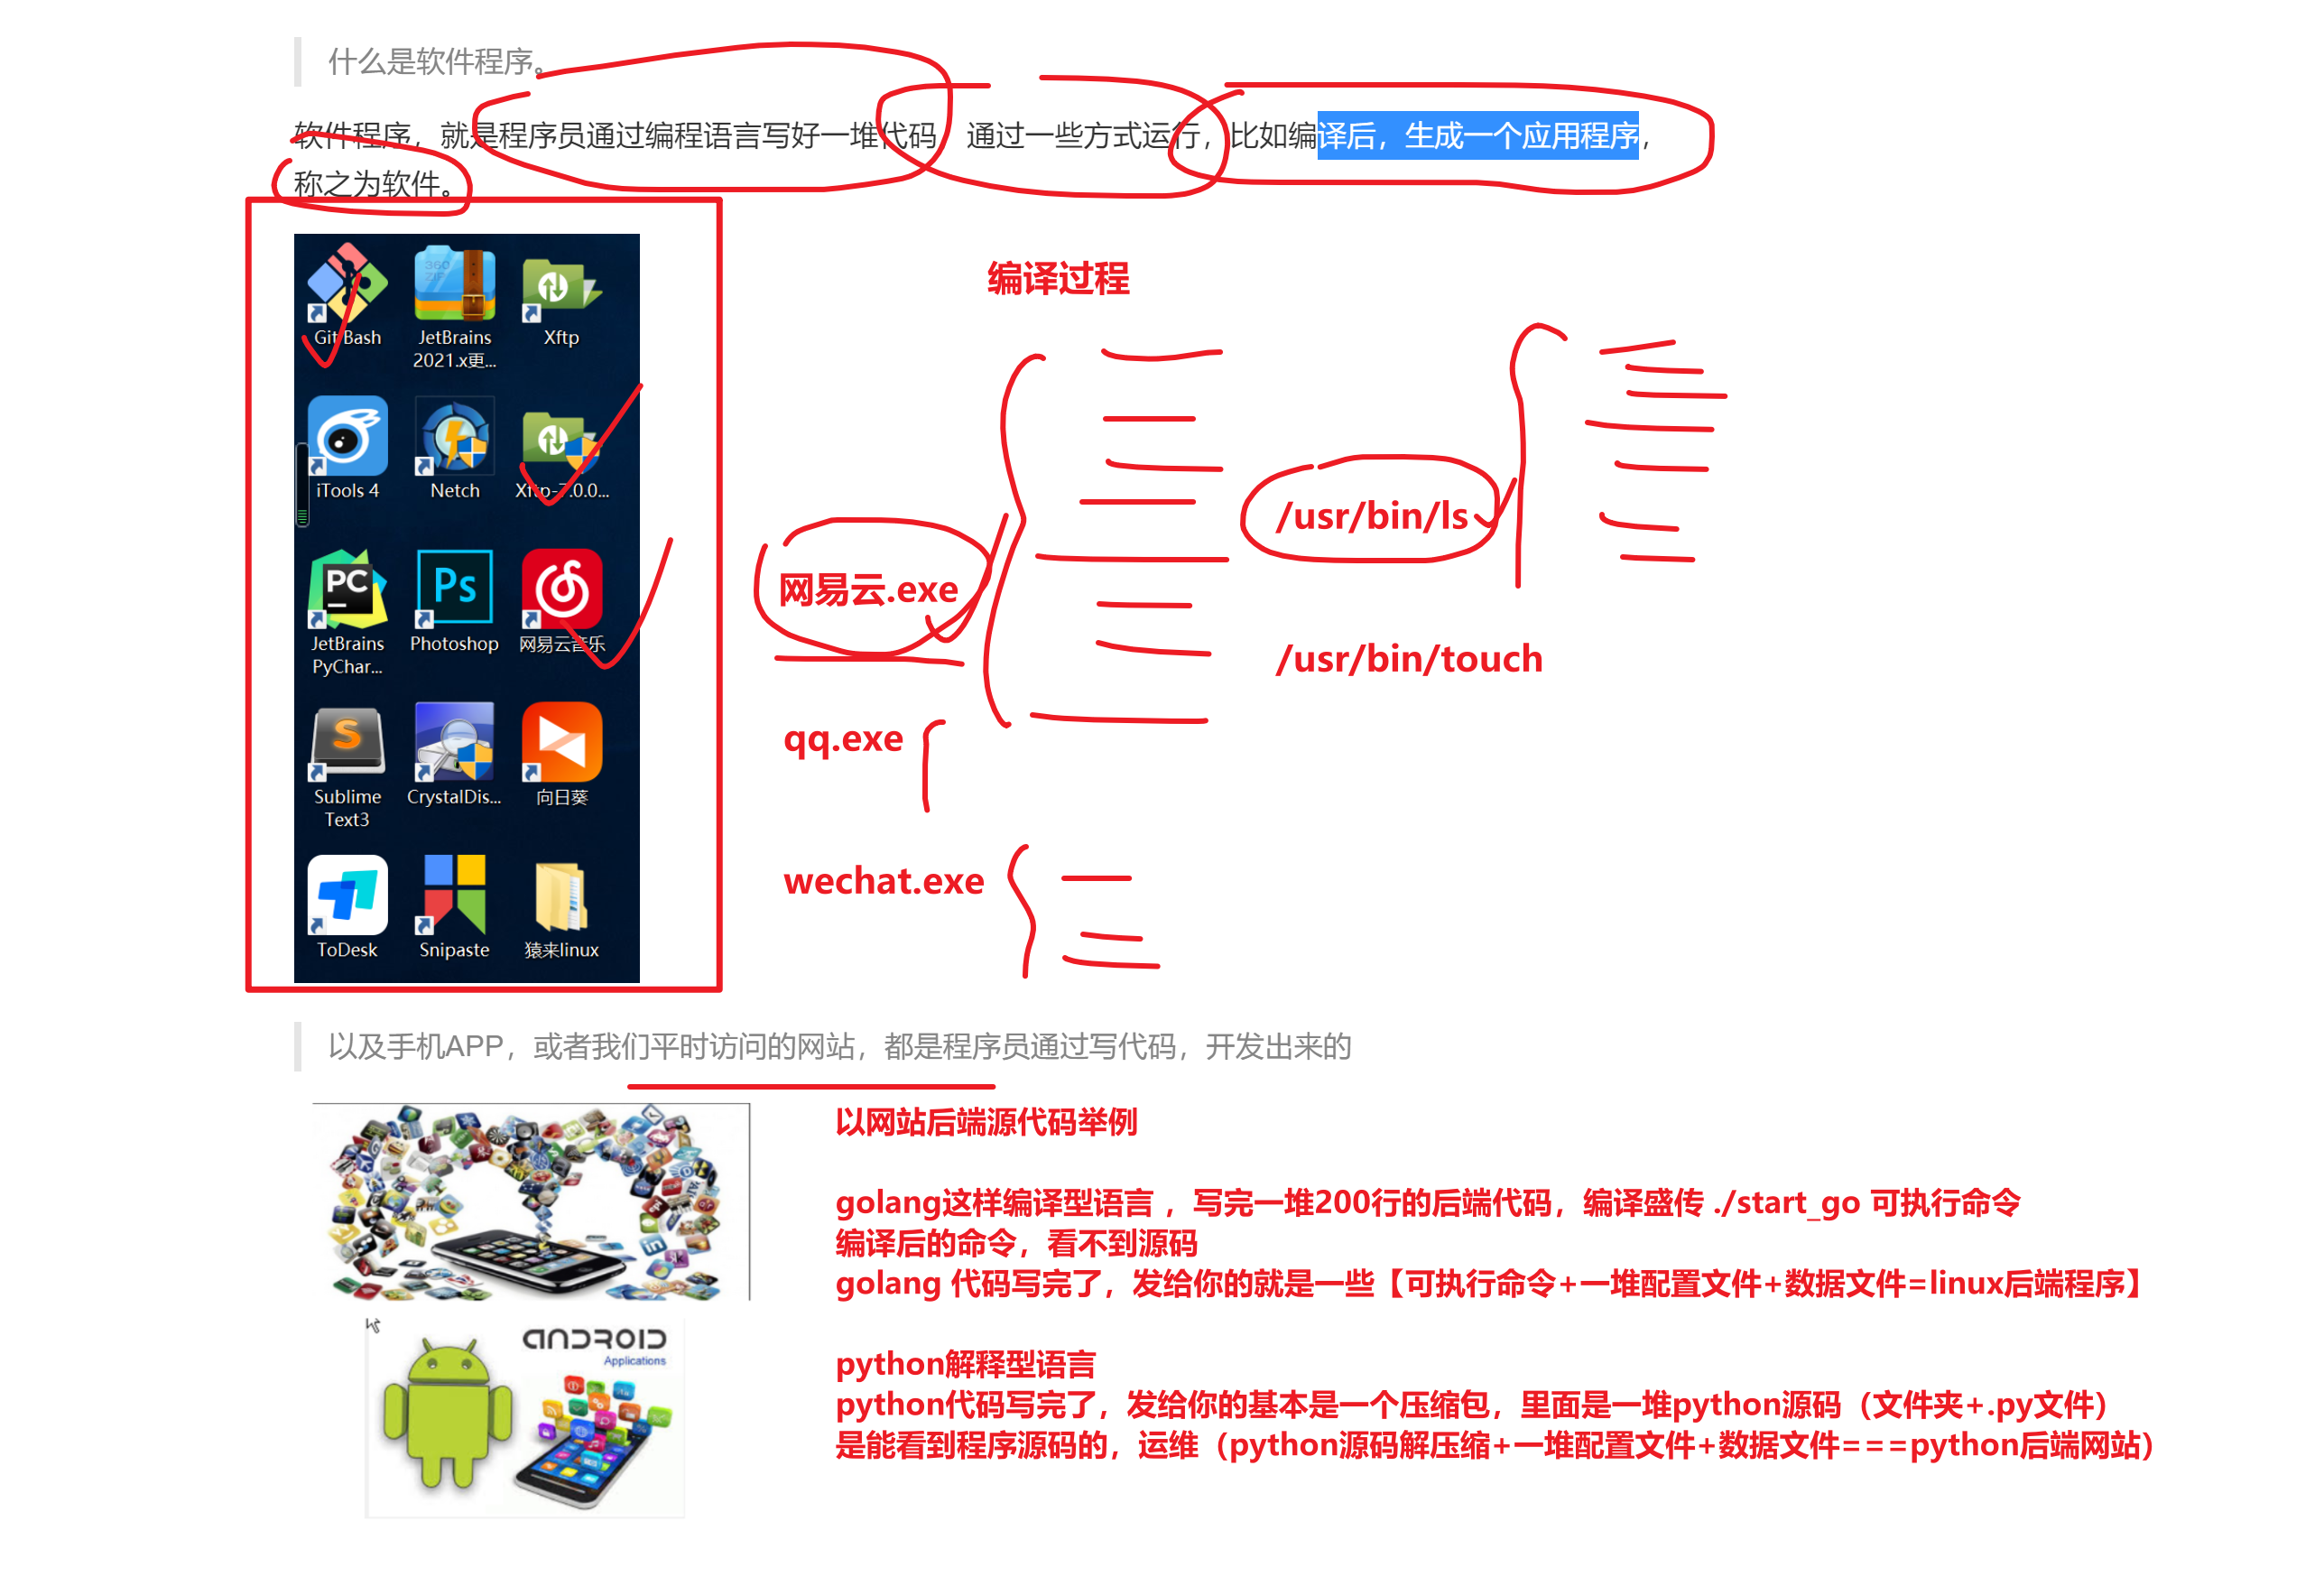 什么是软件程序。
软件程序，就是程序员通过编程语言写好一堆代码，通过一些方式运行，比如编译后，生成一个应用程序，
称之为软件。
编译过程
360
ZIP
Git Bash
JetBrains
2021.x更...
Xftp
iTools 4
Netch
Xftp-7.0.0...
/usr/bin/ls
网易云.exe
PC
Ps
JetBrains
PyChar...
Photoshop
网易云音乐
/usr/bin/touch
qq.exe
S
Sublime
Text3
CrystalDis...
向日葵
wechat.exe
ToDesk
Snipaste
猿来linux
以及手机APP，或者我们平时访问的网站，都是程序员通过写代码，开发出来的
以网站后端源代码举例
golang这样编译型语言 ，写完一堆200行的后端代码，编译盛传 ./start_go 可执行命令
编译后的命令，看不到源码
golang 代码写完了，发给你的就是一些【可执行命令+一堆配置文件+数据文件=linux后端程序】
in
ANDROID
Applications
python解释型语言
python代码写完了，发给你的基本是一个压缩包，里面是一堆python源码（文件夹+.py文件）
是能看到程序源码的，运维（python源码解压缩+一堆配置文件+数据文件===python后端网站）